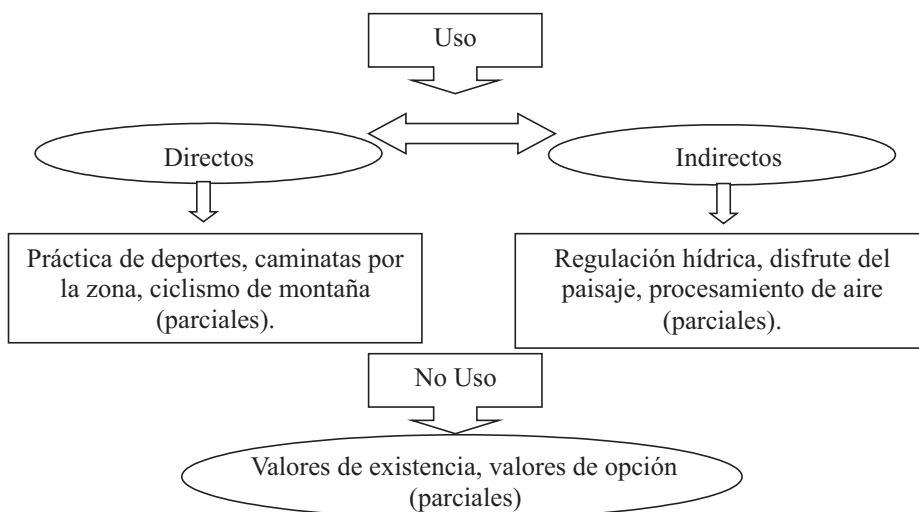 Uso
Directos
Indirectos
Práctica de deportes, caminatas por
la zona, ciclismo de montaña
(parciales).
Regulación hídrica, disfrute del
paisaje, procesamiento de aire
(parciales).
No Uso
Valores de existencia, valores de opción
(parciales)